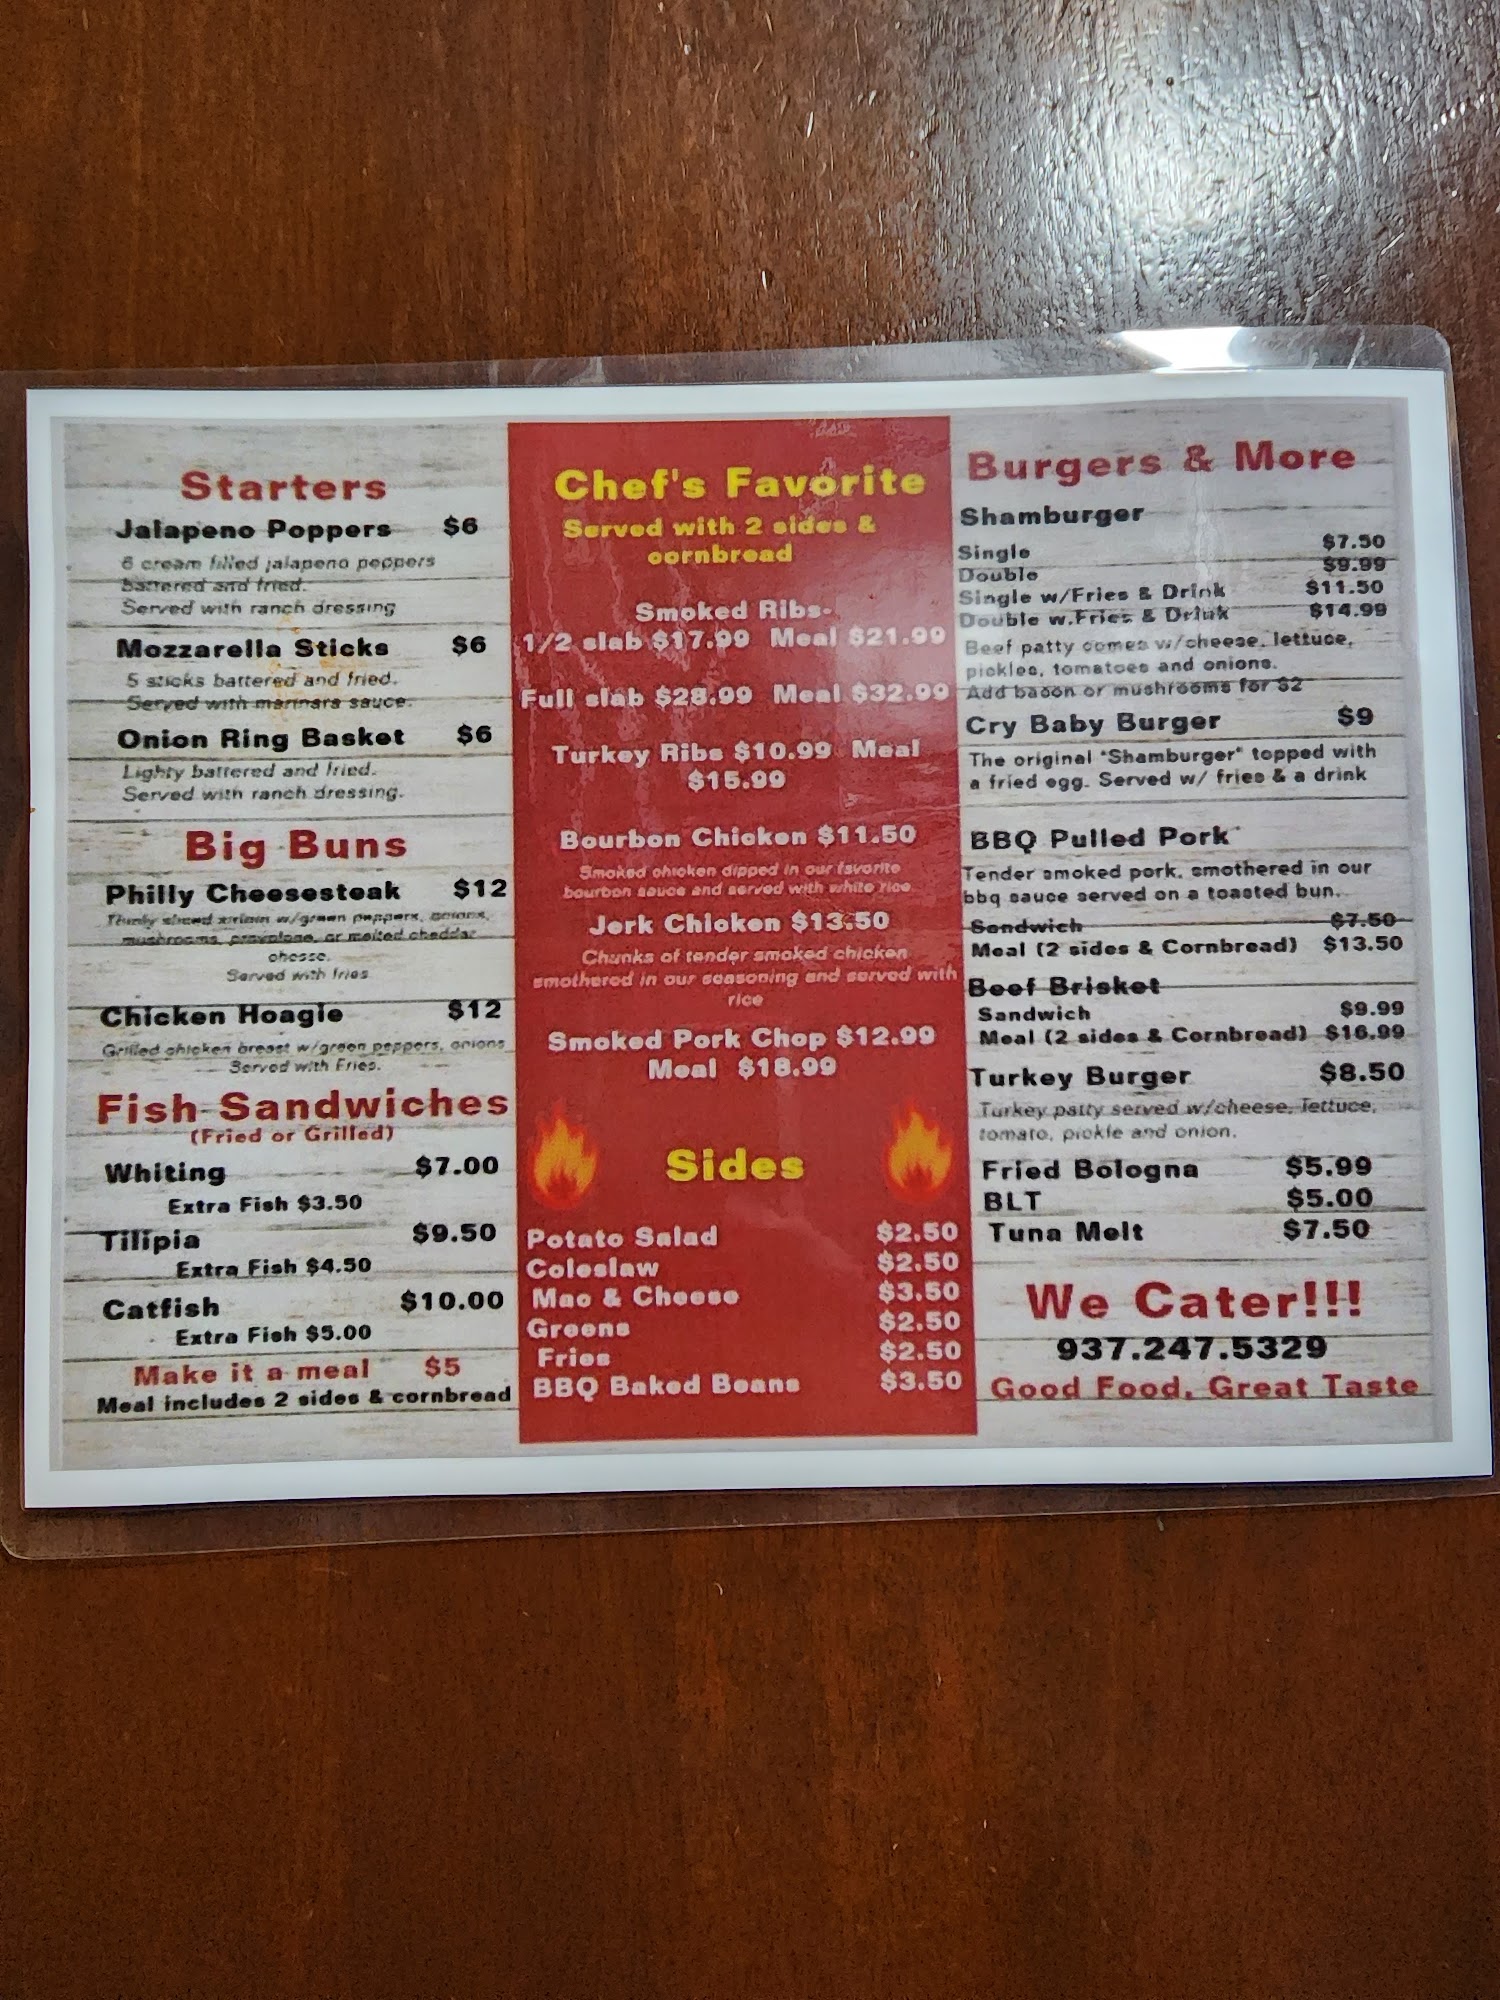 Starters
Jalapeno Poppers $6
6 cream filled jalapeno peppers
battered and fried.
Served with ranch dressing
Mozzarella Sticks $6
5 sticks battered and fried.
Served with marinara sauce.
Onion Ring Basket $6
Lighty battered and fried.
Served with ranch dressing.
Big Buns
Philly Cheesesteak $12
Thinly sliced sirloin w/green peppers, onions,
mushrooms, provolone, or melted cheddar
cheese.
Served with fries
Chicken Hoagie $12
Grilled chicken breast w/green peppers, onions
Served with Fries.
Fish Sandwiches
(Fried or Grilled)
Whiting $7.00
Extra Fish $3.50
Tilipia $9.50
Extra Fish $4.50
Catfish $10.00
Extra Fish $5.00
Make it a meal $5
Meal includes 2 sides & cornbread
Chef's Favorite
Served with 2 sides &
cornbread
Smoked Ribs-
1/2 slab $17.99 Meal $21.99
Full slab $28.99 Meal $32.99
Turkey Ribs $10.99 Meal
$15.99
Bourbon Chicken $11.50
Smoked chicken dipped in our favorite
bourbon sauce and served with white rice
Jerk Chicken $13.50
Chunks of tender smoked chicken
smothered in our seasoning and served with
rice
Smoked Pork Chop $12.99
Meal $18.99
Sides
Potato Salad $2.50
Coleslaw $2.50
Mac & Cheese $3.50
Greens $2.50
Fries $2.50
BBQ Baked Beans $3.50
Burgers & More
Shamburger
Single $7.50
Double $9.99
Single w/Fries & Drink $11.50
Double w.Fries & Drink $14.99
Beef patty comes w/cheese, lettuce,
pickles, tomatoes and onions.
Add bacon or mushrooms for $2
Cry Baby Burger $9
The original "Shamburger" topped with
a fried egg. Served w/ fries & a drink
BBQ Pulled Pork
Tender smoked pork, smothered in our
bbq sauce served on a toasted bun.
Sandwich $7.50
Meal (2 sides & Cornbread) $13.50
Beef Brisket
Sandwich $9.99
Meal (2 sides & Cornbread) $16.99
Turkey Burger $8.50
Turkey patty served w/cheese, lettuce,
tomato, pickle and onion.
Fried Bologna $5.99
BLT $5.00
Tuna Melt $7.50
We Cater!!!
937.247.5329
Good Food, Great Taste